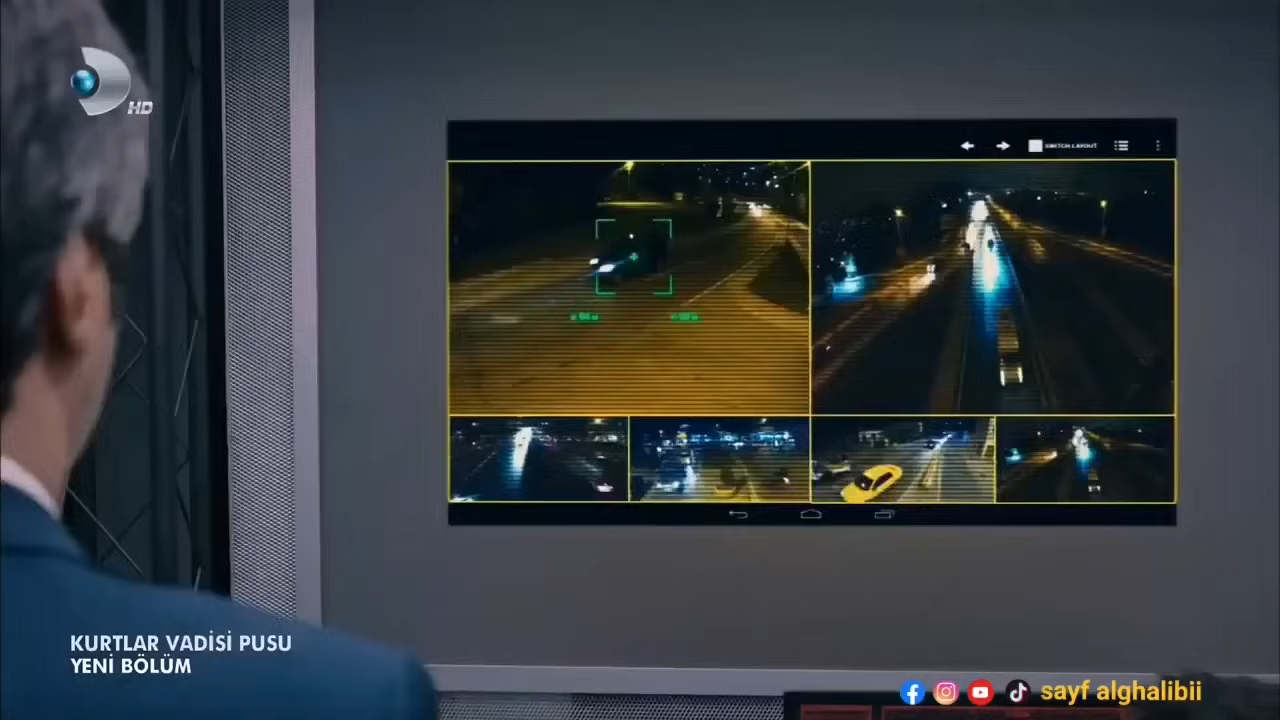 HD
SWITCH LAYOUT
KURTLAR VADİSİ PUSU
YENİ BÖLÜM
sayf alghalibii